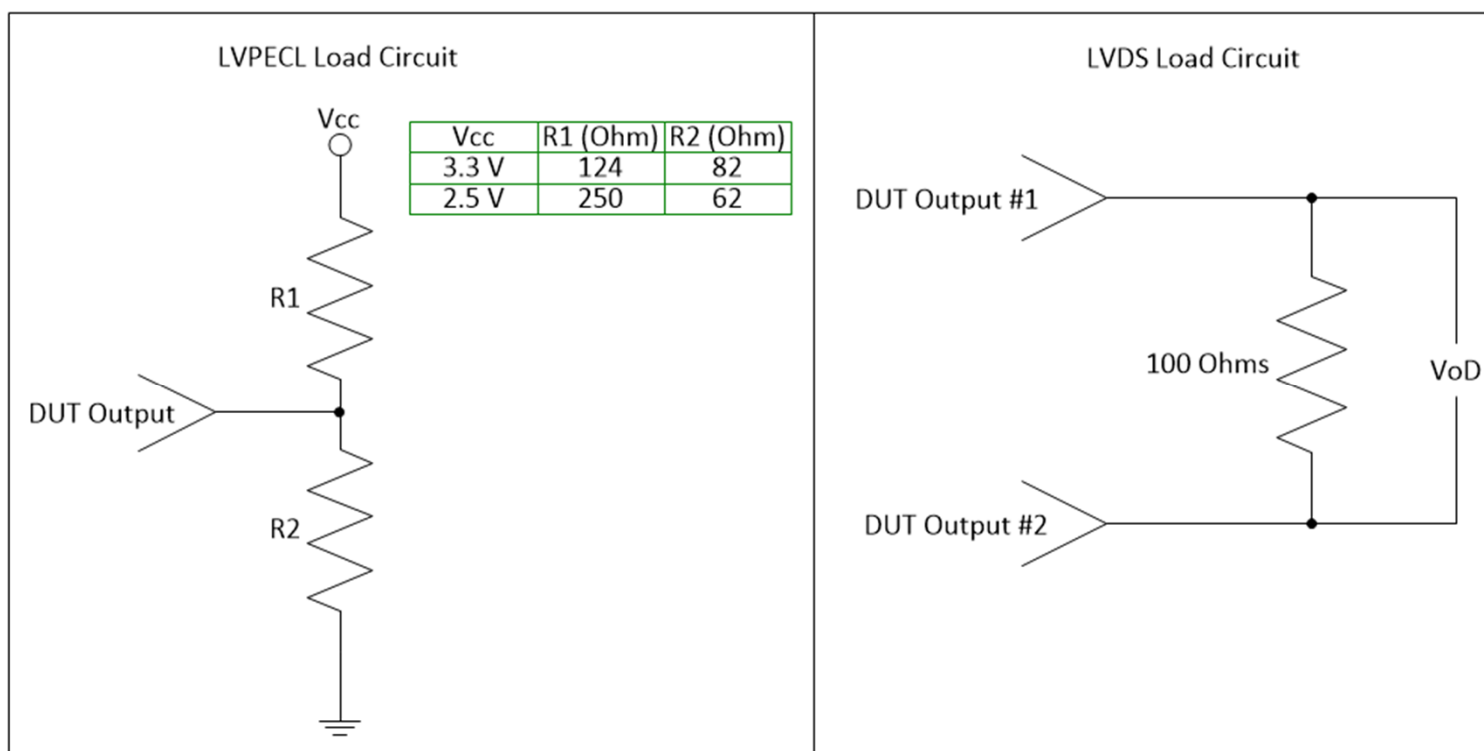 LVPECL Load Circuit
Vcc
Vcc R1 (Ohm) R2 (Ohm)
3.3 V 124 82
2.5 V 250 62
R1
DUT Output
R2
LVDS Load Circuit
DUT Output #1
100 Ohms
VoD
DUT Output #2